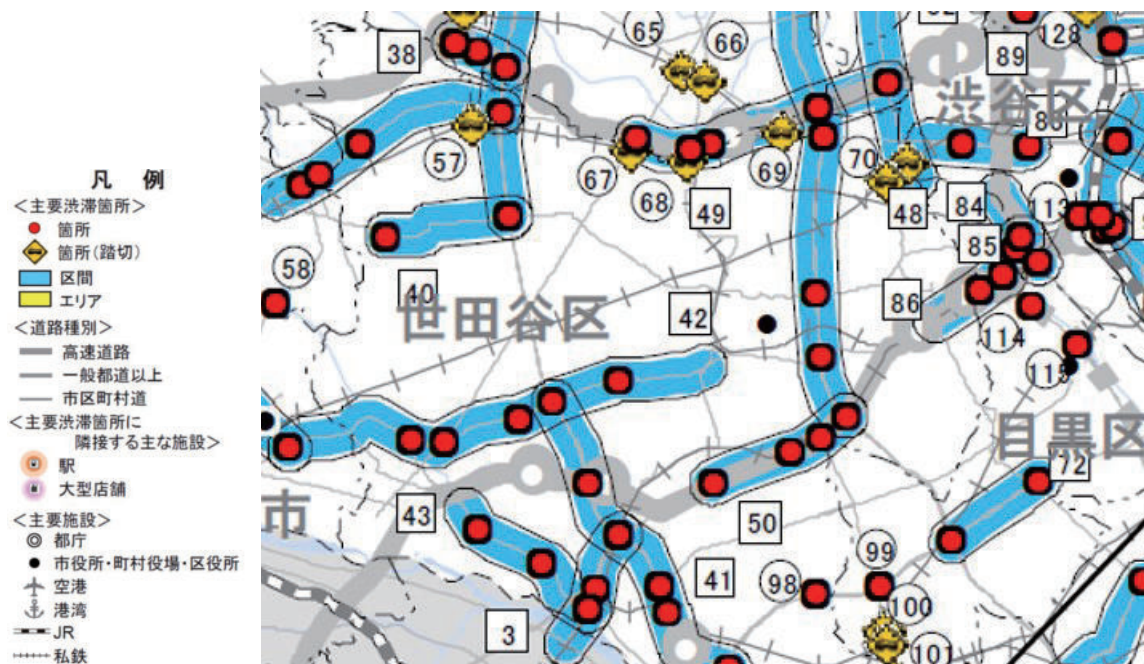 凡 例
＜主要渋滞箇所＞
箇所
箇所(踏切)
区間
エリア
＜道路種別＞
高速道路
一般都道以上
市区町村道
＜主要渋滞箇所に
隣接する主な施設＞
駅
大型店舗
＜主要施設＞
都庁
市役所・町村役場・区役所
空港
港湾
JR
私鉄
65
66
38
89
128
渋谷区
57
67
68
49
69
70
48
84
113
85
58
40
世田谷区
42
86
114
115
目黒区
72
市
43
50
99
41
98
100
3
101